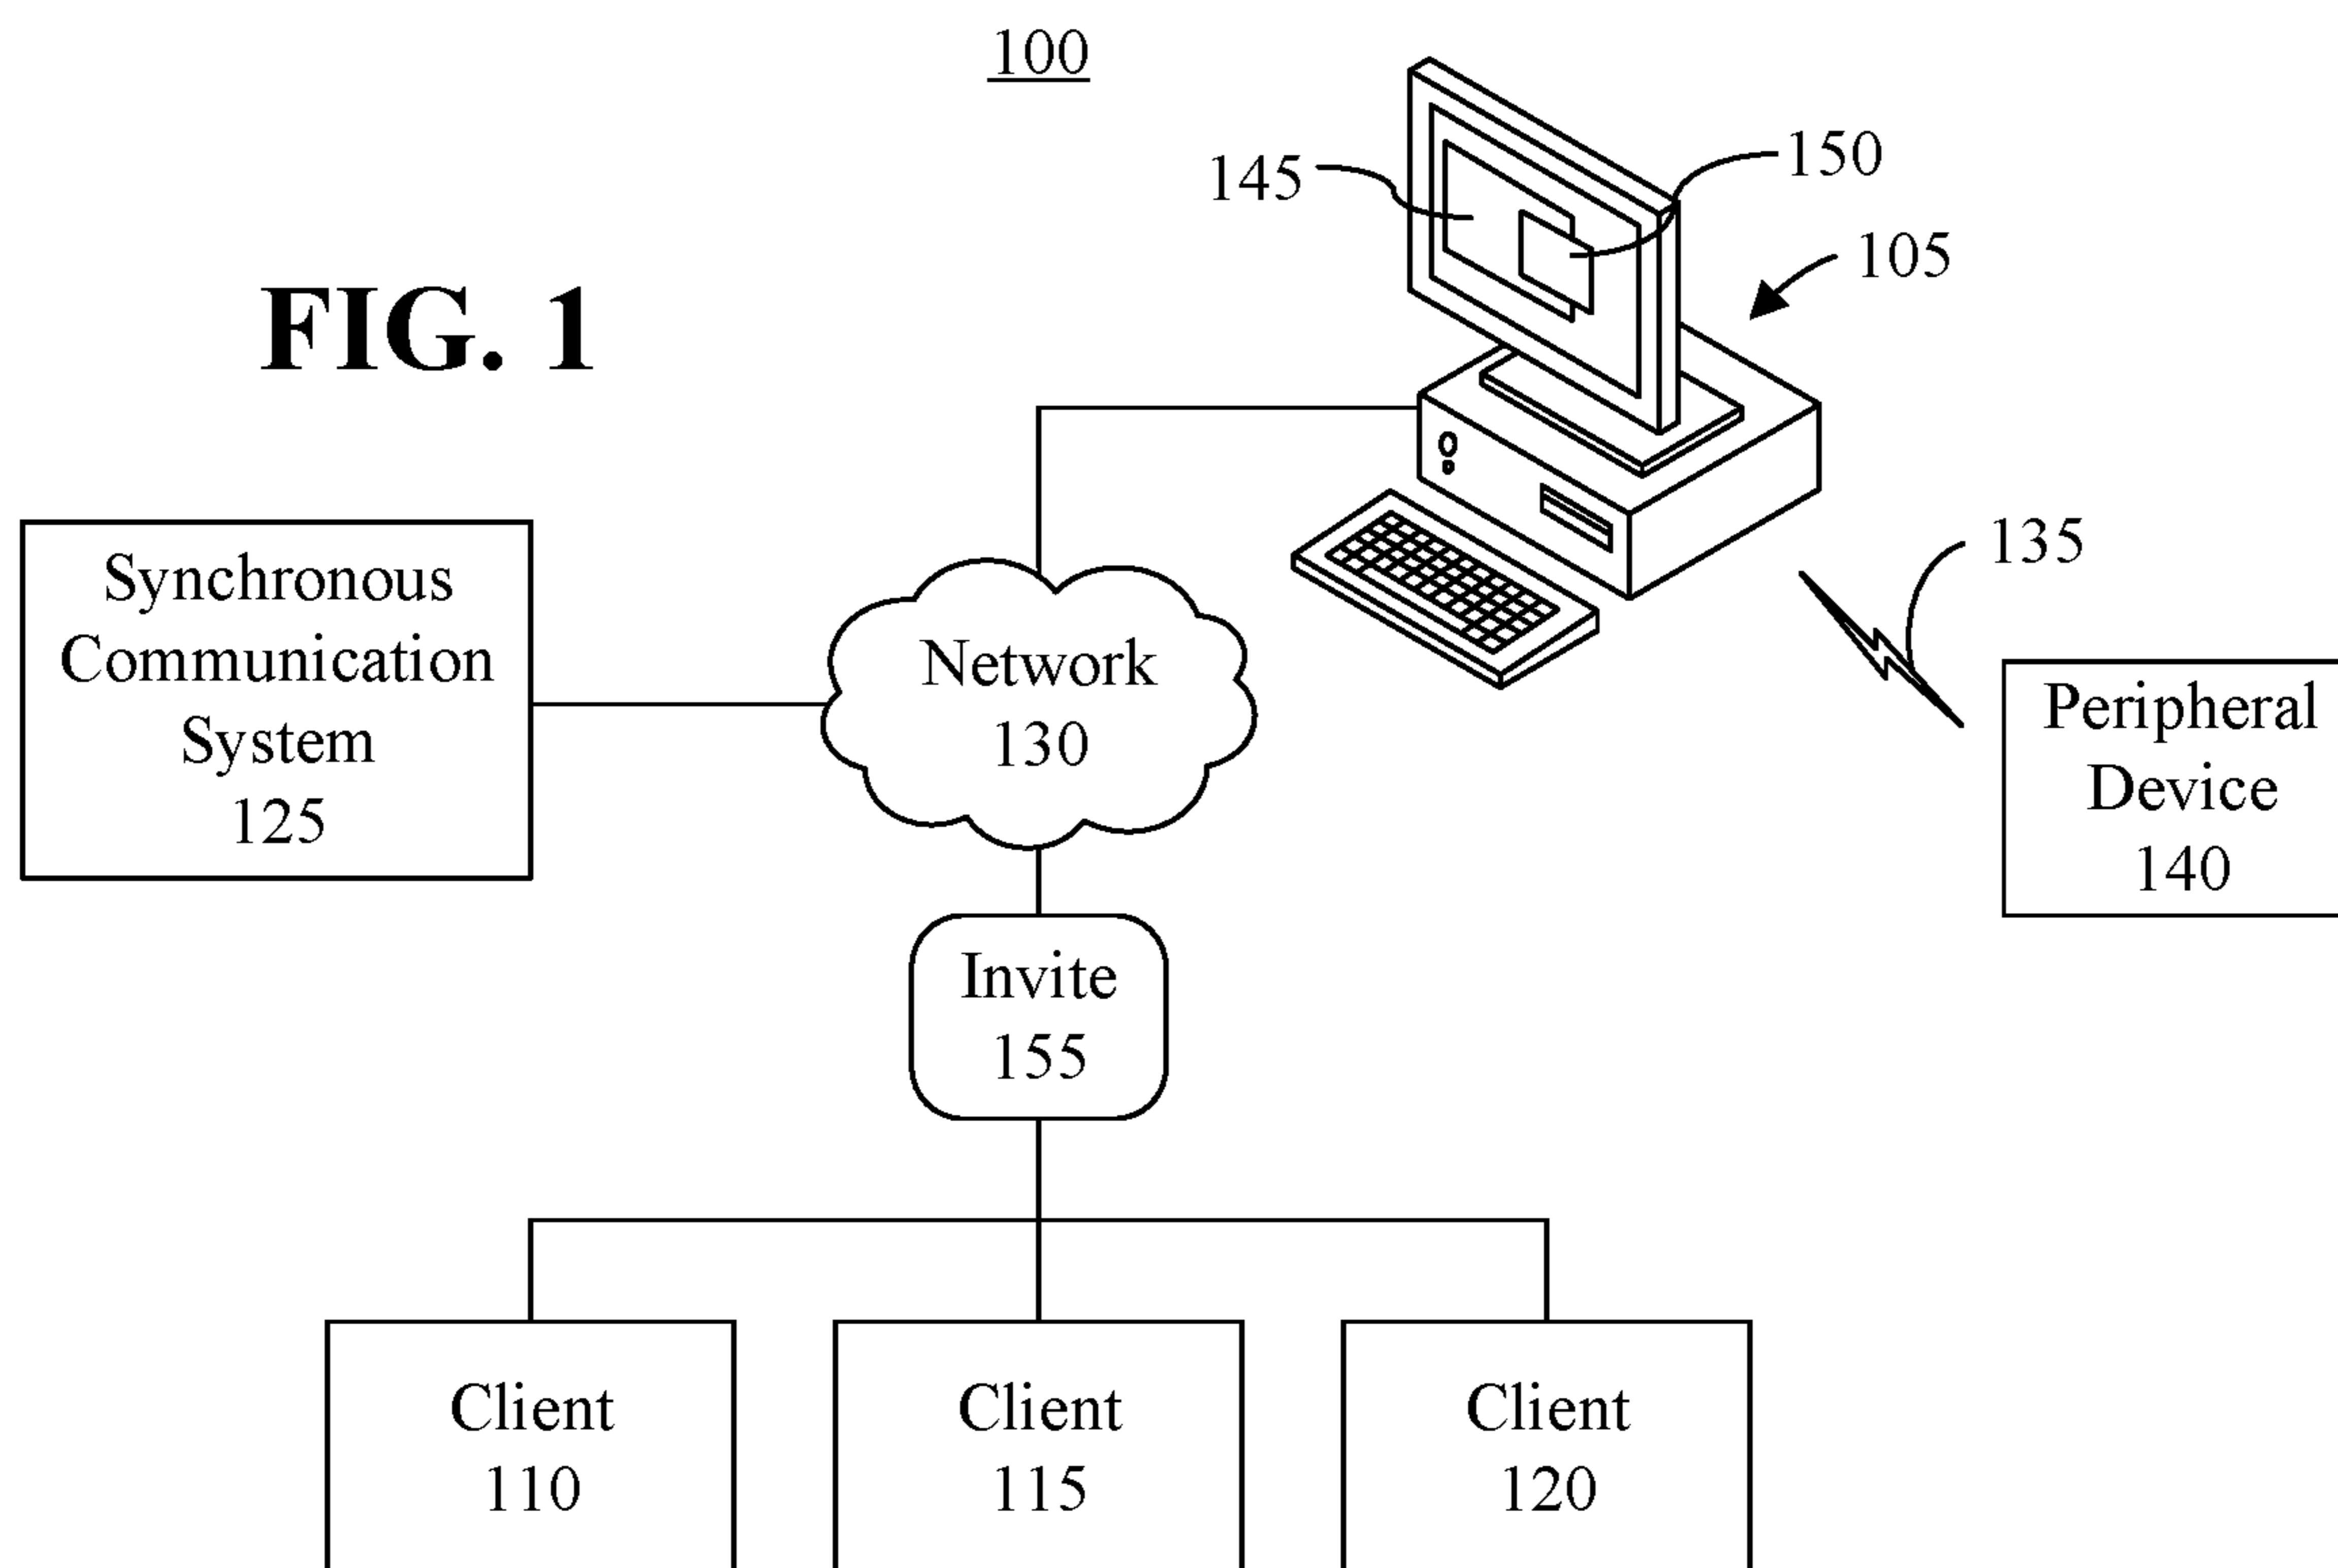 100
150
145
105
FIG. 1
135
Synchronous
Communication
System
125
Network
130
Peripheral
Device
140
Invite
155
Client
110
Client
115
Client
120